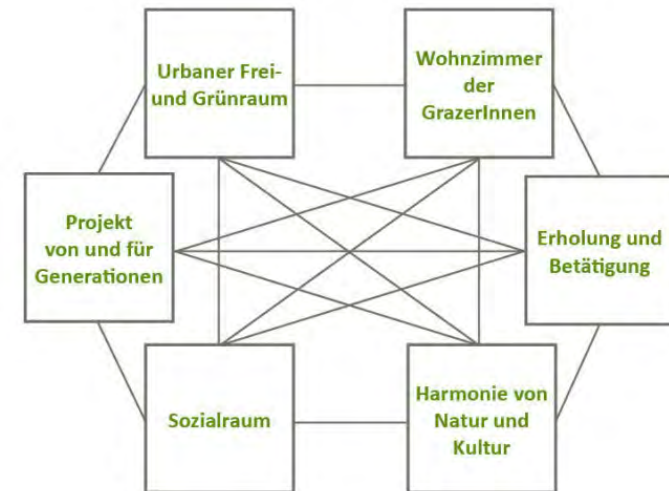 Urbaner Frei-
und Grünraum
Wohnzimmer
der
GrazerInnen
Projekt
von und für
Generationen
Erholung und
Betätigung
Sozialraum
Harmonie von
Natur und
Kultur